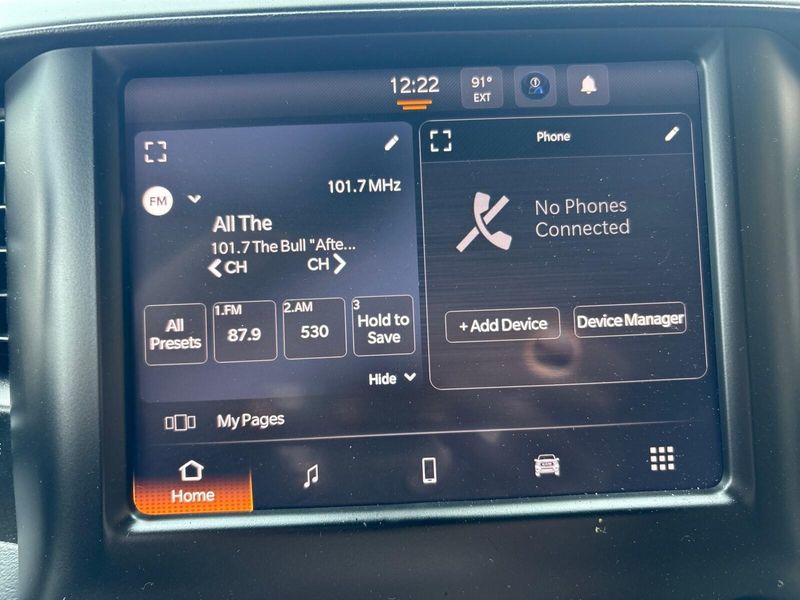 12:22
91°
EXT
101.7 MHz
FM
All The
101.7 The Bull "Afte...
CH
CH
All
Presets
1.FM
87.9
2.AM
530
3
Hold to
Save
Hide
Phone
No Phones
Connected
+ Add Device
Device Manager
My Pages
Home